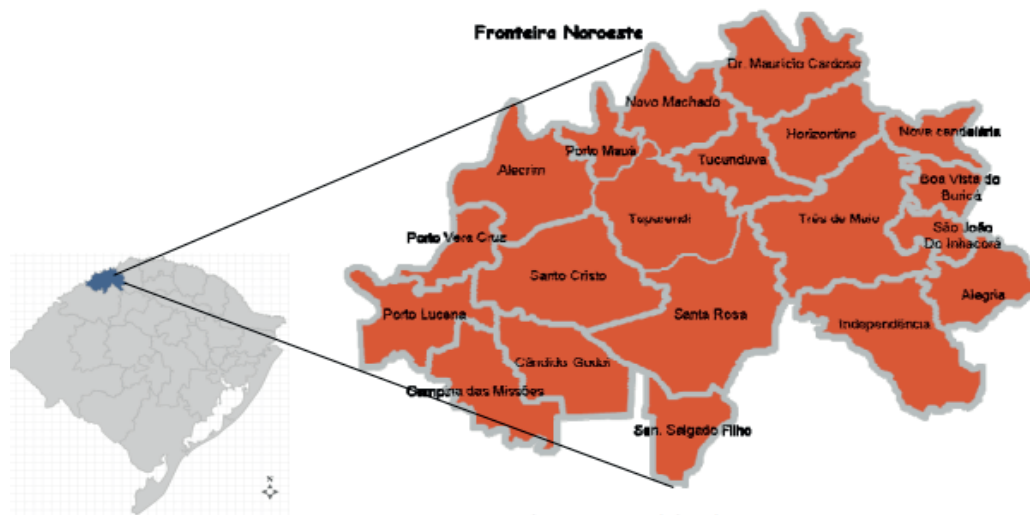 Fronteira Noroeste
Dr. Mauricio Cardoso
Novo Machado
Horizontina
Nova candelária
Porto Mauá
Tucunduva
Alecrim
Boa Vista do
Buricá
Tuparendi
Três de Maio
São João
Do Inhacorá
Porto Vera Cruz
Santo Cristo
Alegria
Porto Lucena
Santa Rosa
Independência
Cândido Godói
Campina das Missões
Sen. Salgado Filho
N